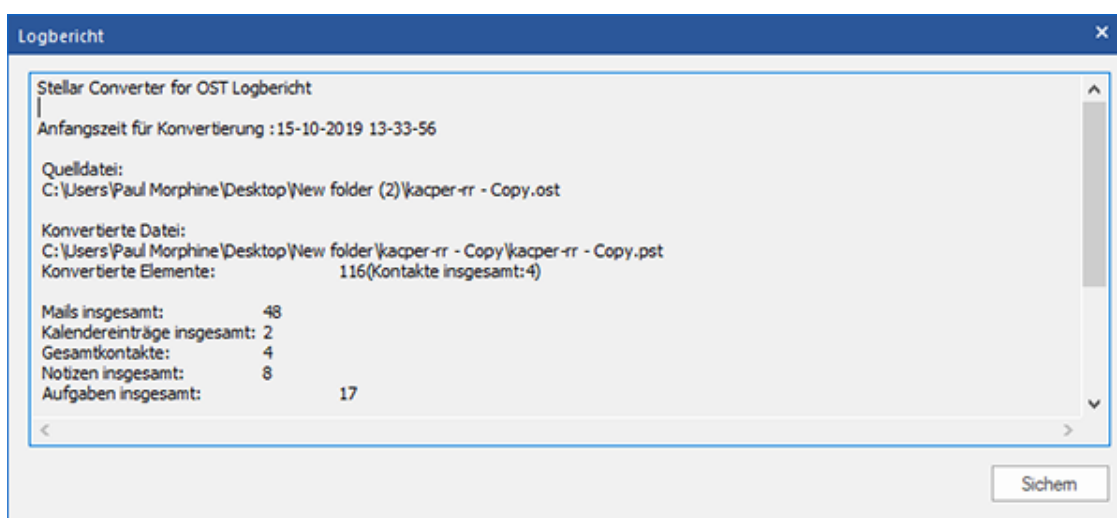 Logbericht
Stellar Converter for OST Logbericht
Anfangszeit für Konvertierung :15-10-2019 13-33-56
Quelldatei:
C:\Users\Paul Morphine\Desktop\New folder (2)\kacper-rr - Copy.ost
Konvertierte Datei:
C:\Users\Paul Morphine\Desktop\New folder\kacper-rr - Copy\kacper-rr - Copy.pst
Konvertierte Elemente: 116(Kontakte insgesamt:4)
Mails insgesamt: 48
Kalendereinträge insgesamt: 2
Gesamtkontakte: 4
Notizen insgesamt: 8
Aufgaben insgesamt: 17
Sichern